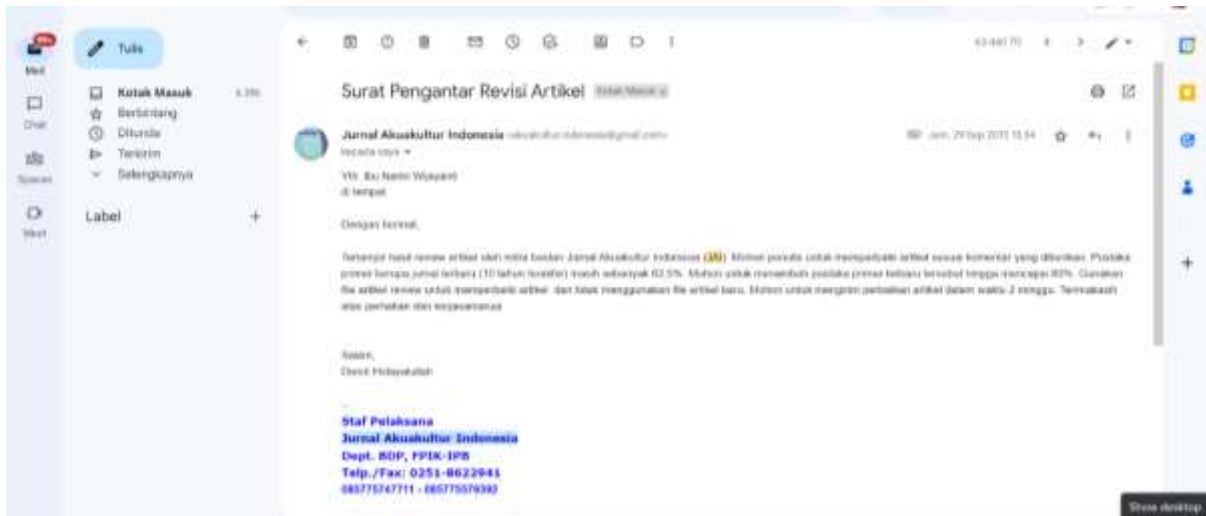 Mail
Tulis
Kotak Masuk
Berbintang
Ditunda
Terkirim
Selengkapnya
Chat
Spaces
Meet
Label
Surat Pengantar Revisi Artikel Kotak Masuk x
Jurnal Akuakultur Indonesia
kepada saya
Yth. Ibu
di tempat
Dengan hormat,
Terlampir hasil review artikel oleh mitra bestari Jurnal Akuakultur Indonesia (JAI). Mohon penulis untuk memperbaiki artikel sesuai komentar yang diberikan. Pustaka
primer berupa jurnal terbaru (10 tahun terakhir) masih sebanyak 62.5%. Mohon untuk menambah pustaka primer terbaru tersebut hingga mencapai 80%. Gunakan
file artikel review untuk memperbaiki artikel dan tidak menggunakan file artikel baru. Mohon untuk mengirim perbaikan artikel dalam waktu 2 minggu. Terimakasih
atas perhatian dan kerjasamanya
Salam,
Hidayatullah
--
Staf Pelaksana
Jurnal Akuakultur Indonesia
Dept. BDP, FPIK-IPB
Telp./Fax: 0251-8622941
Show desktop